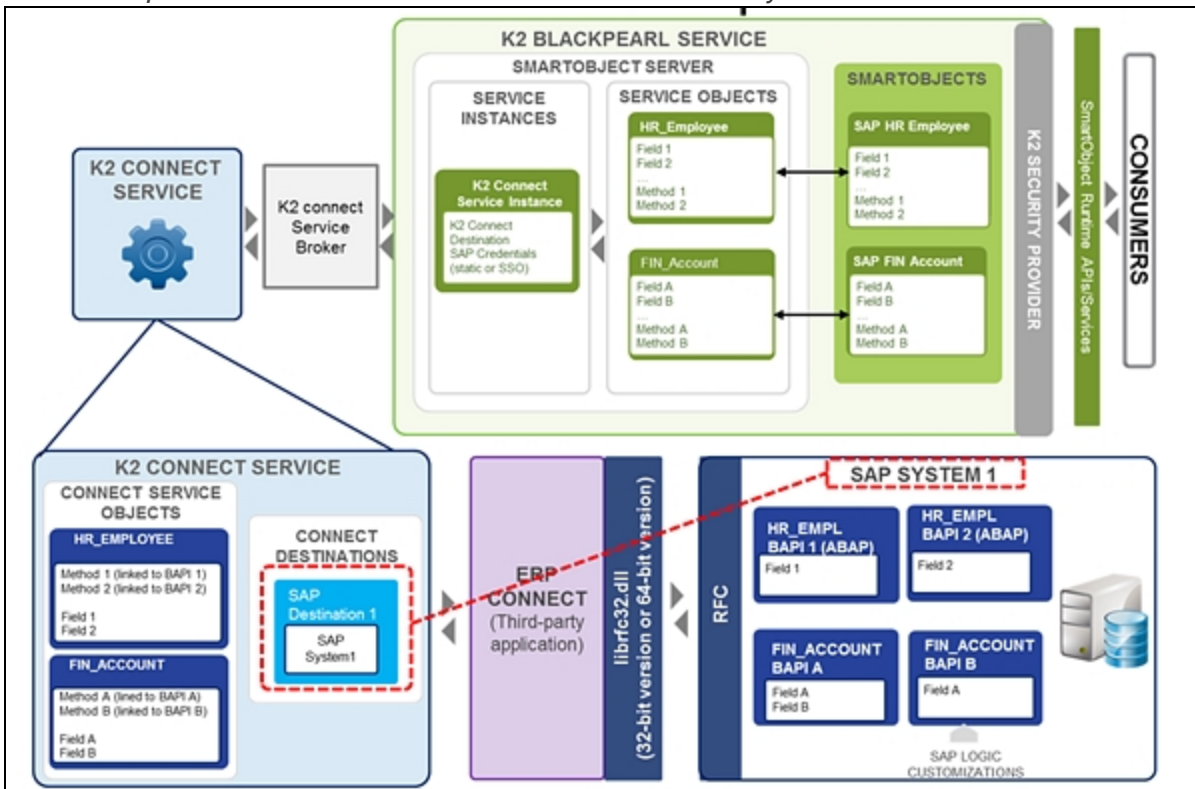 K2 BLACKPEARL SERVICE
SMARTOBJECT SERVER
SERVICE
INSTANCES
K2 Connect
Service Instance
K2 Connect
Destination
SAP Credentials
(static or SSO)
SERVICE OBJECTS
HR_Employee
Field 1
Field 2
...
Method 1
Method 2
FIN_Account
Field A
Field B
...
Method A
Method B
SMARTOBJECTS
SAP HR Employee
Field 1
Field 2
...
Method 1
Method 2
SAP FIN Account
Field A
Field B
...
Method A
Method B
K2 SECURITY PROVIDER
SmartObject Runtime APIs/Services
CONSUMERS
K2 CONNECT
SERVICE
K2 connect
Service
Broker
K2 CONNECT SERVICE
CONNECT SERVICE
OBJECTS
HR_EMPLOYEE
Method 1 (linked to BAPI 1)
Method 2 (linked to BAPI 2)
Field 1
Field 2
FIN_ACCOUNT
Method A (lined to BAPI A)
Method B (linked to BAPI B)
Field A
Field B
CONNECT
DESTINATIONS
SAP
Destination 1
SAP
System1
ERP
CONNECT
(Third-party
application)
librfc32.dll
(32-bit version or 64-bit version)
RFC
SAP SYSTEM 1
HR_EMPL
BAPI 1 (ABAP)
Field 1
HR_EMPL
BAPI 2 (ABAP)
Field 2
FIN_ACCOUNT
BAPI A
Field A
Field B
FIN_ACCOUNT
BAPI B
Field A
SAP LOGIC
CUSTOMIZATIONS